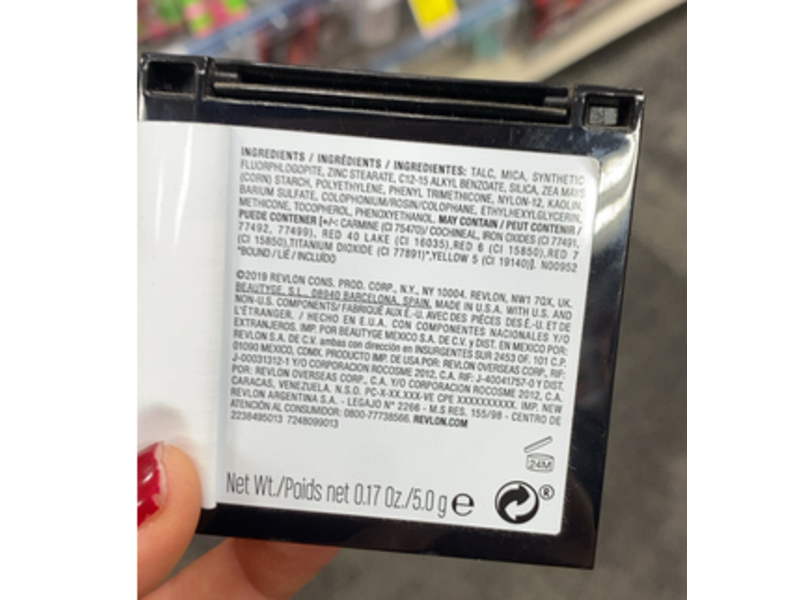 INGREDIENTS / INGRÉDIENTS / INGREDIENTES: TALC, MICA, SYNTHETIC
FLUORPHLOGOPITE, ZINC STEARATE, C12-15 ALKYL BENZOATE, SILICA, ZEA MAYS
(CORN) STARCH, POLYETHYLENE, PHENYL TRIMETHICONE, NYLON-12, KAOLIN,
BARIUM SULFATE, COLOPHONIUM/ROSIN/COLOPHANE, ETHYLHEXYLGLYCERIN,
METHICONE, TOCOPHEROL, PHENOXYETHANOL. MAY CONTAIN / PEUT CONTENIR /
PUEDE CONTENER [+/-: CARMINE (CI 75470)/ COCHINEAL, IRON OXIDES (CI 77491,
77492, 77499), RED 40 LAKE (CI 16035),RED 6 (CI 15850),RED 7
(CI 15850),TITANIUM DIOXIDE (CI 77891)*,YELLOW 5 (CI 19140)]. N00952
*BOUND / LIÉ / INCLUIDO
©2019 REVLON CONS. PROD. CORP., N.Y., NY 10004. REVLON, NW1 7QX, UK.
BEAUTYGE, S.L., 08940 BARCELONA, SPAIN. MADE IN U.S.A. WITH U.S. AND
NON-U.S. COMPONENTS/ FABRIQUÉ AUX É.-U. AVEC DES PIÈCES DES É.-U. ET DE
L'ÉTRANGER. / HECHO EN E.U.A. CON COMPONENTES NACIONALES Y/O
EXTRANJEROS. IMP. POR BEAUTYGE MEXICO S.A. DE C.V. y DIST. EN MEXICO POR:
REVLON S.A. DE C.V. ambas con dirección en INSURGENTES SUR 2453 OF. 101 C.P.
01090 MEXICO, CDMX. PRODUCTO IMP. DE USA POR: REVLON OVERSEAS CORP., RIF:
J-00031312-1 Y/O CORPORACION ROCOSME 2012, C.A. RIF: J-40041757-0 Y DIST.
POR: REVLON OVERSEAS CORP., C.A. Y/O CORPORACION ROCOSME 2012, C.A.
CARACAS, VENEZUELA. N.S.O. PC-X-XX.XXX-VE CPE XXXXXXXXXX. IMP. NEW
REVLON ARGENTINA S.A. - LEGAJO N° 2266 - M.S RES. 155/98 - CENTRO DE
ATENCIÓN AL CONSUMIDOR: 0800-77738566. REVLON.COM
2238495013 7248099013
24M
Net Wt./Poids net 0.17 Oz./5.0 g e ®